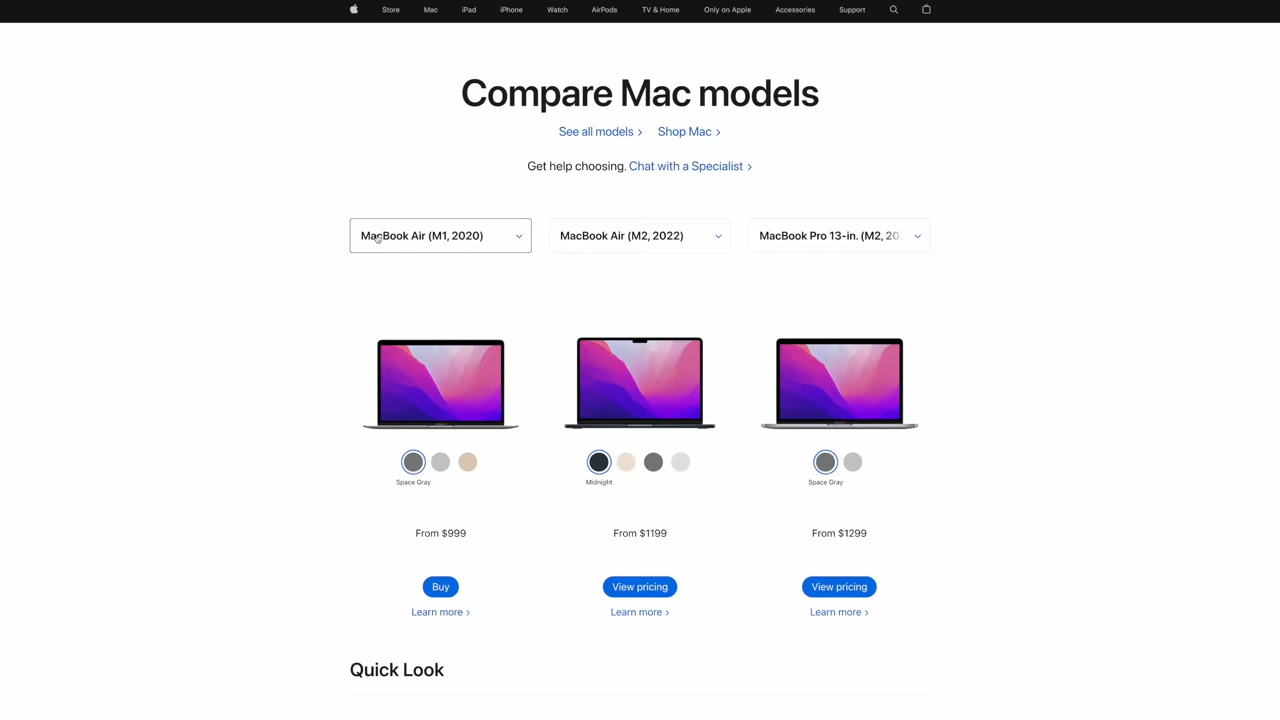 Store Mac iPad iPhone Watch AirPods TV & Home Only on Apple Accessories Support
Compare Mac models
See all models > Shop Mac >
Get help choosing. Chat with a Specialist >
MacBook Air (M1, 2020) MacBook Air (M2, 2022) MacBook Pro 13-in. (M2, 20
Space Gray Midnight Space Gray
From $999 From $1199 From $1299
Buy View pricing View pricing
Learn more > Learn more > Learn more >
Quick Look